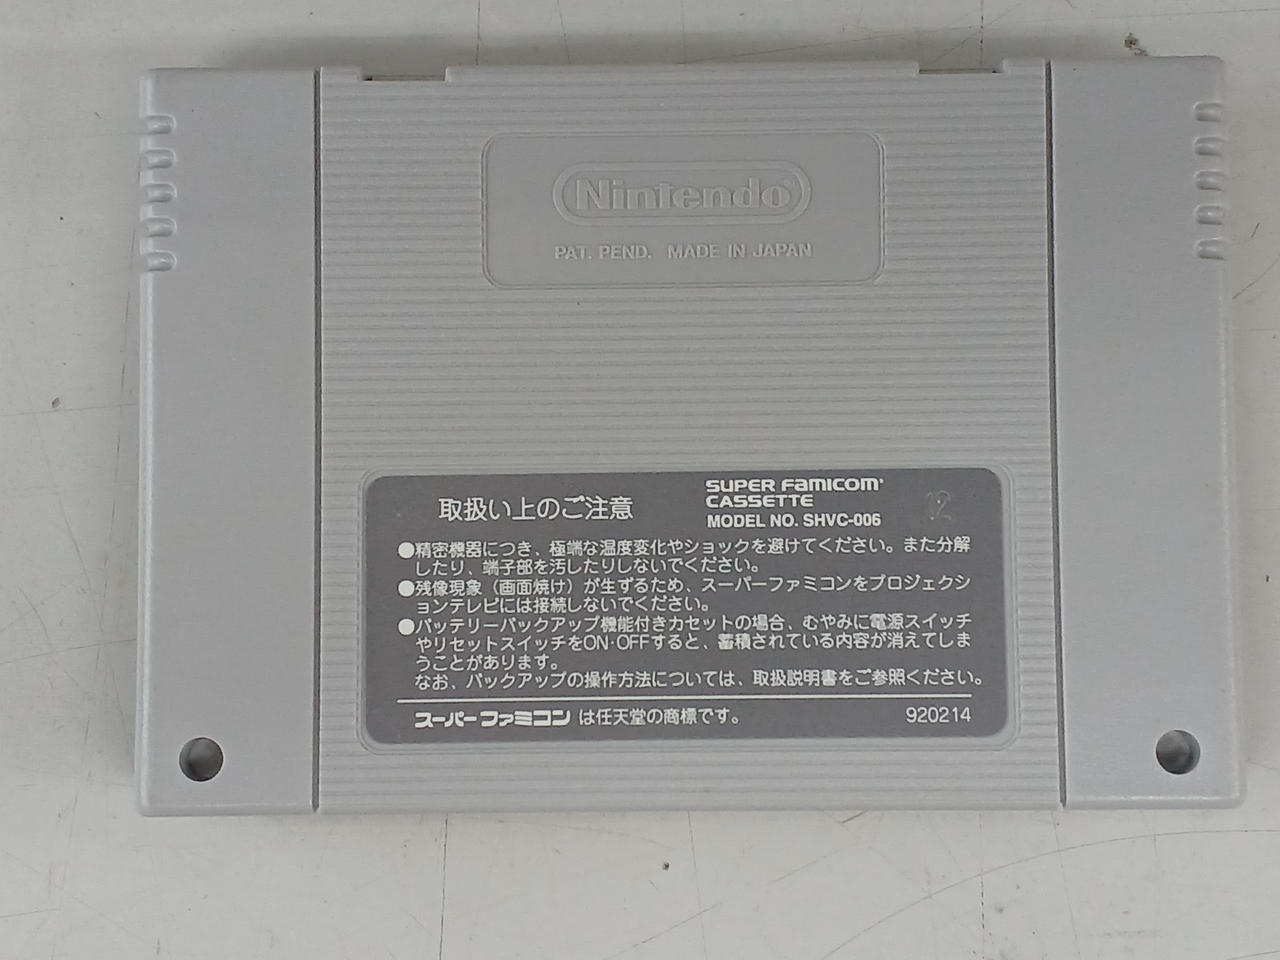 Nintendo
PAT. PEND. MADE IN JAPAN
取扱い上のご注意
SUPER FAMICOM
CASSETTE
MODEL NO. SHVC-006
12
●精密機器につき、極端な温度変化やショックを避けてください。また分解
したり、端子部を汚したりしないでください。
●残像現象（画面焼け）が生ずるため、スーパーファミコンをプロジェクシ
ョンテレビには接続しないでください。
●バッテリーバックアップ機能付きカセットの場合、むやみに電源スイッチ
やリセットスイッチをON・OFFすると、蓄積されている内容が消えてしま
うことがあります。
なお、バックアップの操作方法については、取扱説明書をご参照ください。
スーパーファミコン は任天堂の商標です。
920214